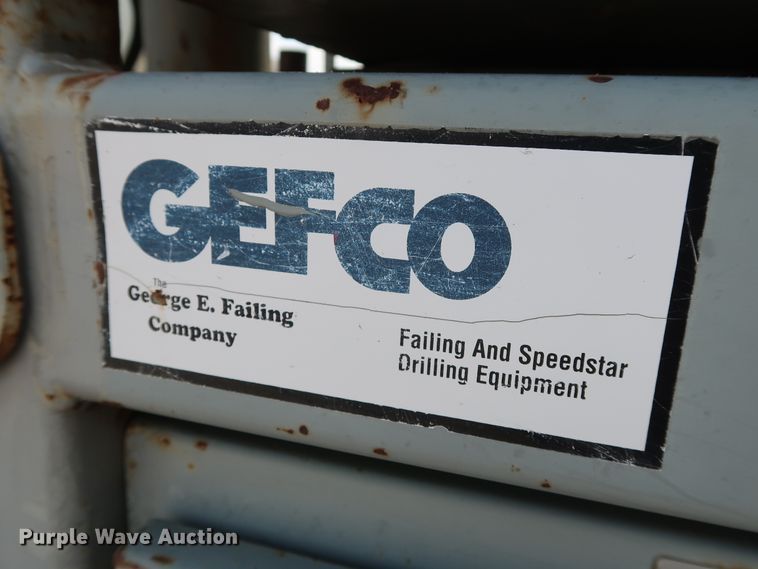 GEFCO
The
George E. Failing
Company
Failing And Speedstar
Drilling Equipment
Purple Wave Auction